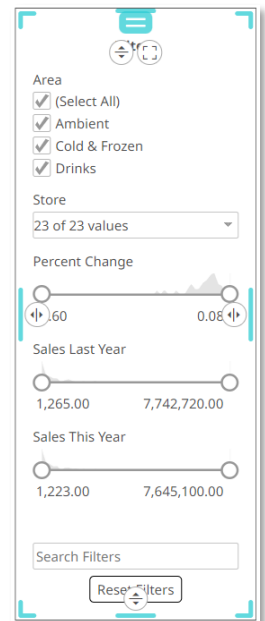 Area
(Select All)
Ambient
Cold & Frozen
Drinks
Store
23 of 23 values
Percent Change
.60 0.08
Sales Last Year
1,265.00 7,742,720.00
Sales This Year
1,223.00 7,645,100.00
Search Filters
Reset Filters